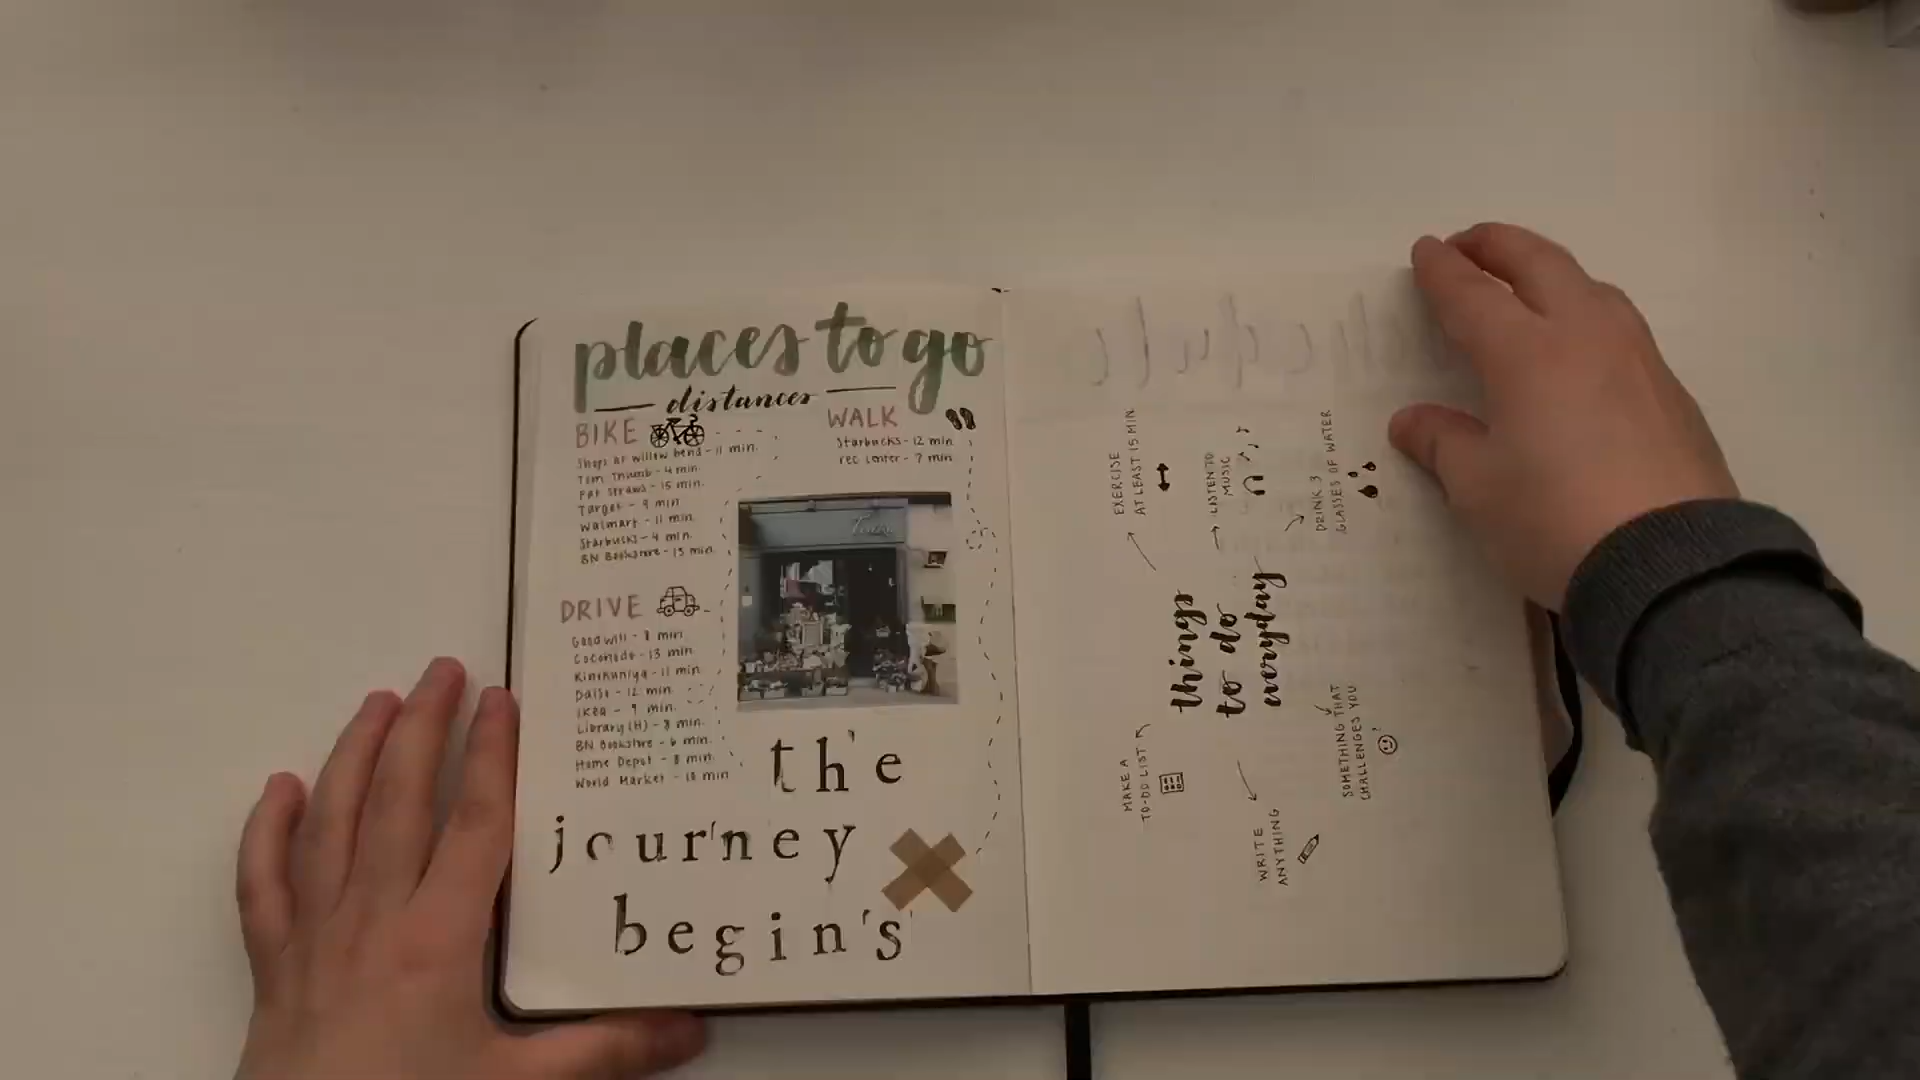 places to go
distances
BIKE
Shops at willow bend - 11 min.
Tom Thumb - 4 min.
Fat Straws - 15 min.
Target - 9 min
Walmart - 11 min.
Starbucks - 4 min.
BN Bookstore - 15 min.
WALK
Starbucks - 12 min
rec center - 7 min
DRIVE
Goodwill - 8 min.
Coconado - 13 min.
Kinokuniya - 11 min.
Daiso - 12 min.
IKEA - 9 min.
Library (H) - 8 min.
BN Bookstore - 6 min.
Home Depot - 8 min.
World Market - 18 min
the
journey
begins
things
to do
everyday
EXERCISE
AT LEAST 15 MIN.
LISTEN TO
MUSIC
DRINK 3
GLASSES OF WATER
MAKE A
TO-DO LIST
WRITE
ANYTHING
SOMETHING THAT
CHALLENGES YOU